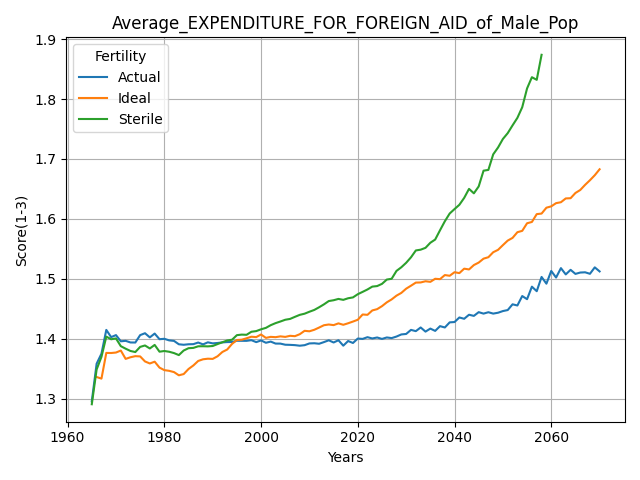 Average_EXPENDITURE_FOR_FOREIGN_AID_of_Male_Pop
Fertility
Actual
Ideal
Sterile
Score(1-3)
1.9
1.8
1.7
1.6
1.5
1.4
1.3
1960 1980 2000 2020 2040 2060
Years